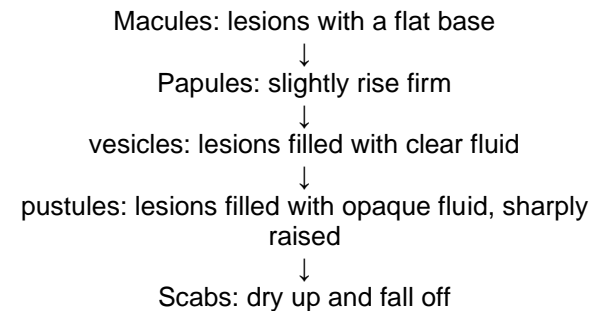 Macules: lesions with a flat base
↓
Papules: slightly rise firm
↓
vesicles: lesions filled with clear fluid
↓
pustules: lesions filled with opaque fluid, sharply
raised
↓
Scabs: dry up and fall off